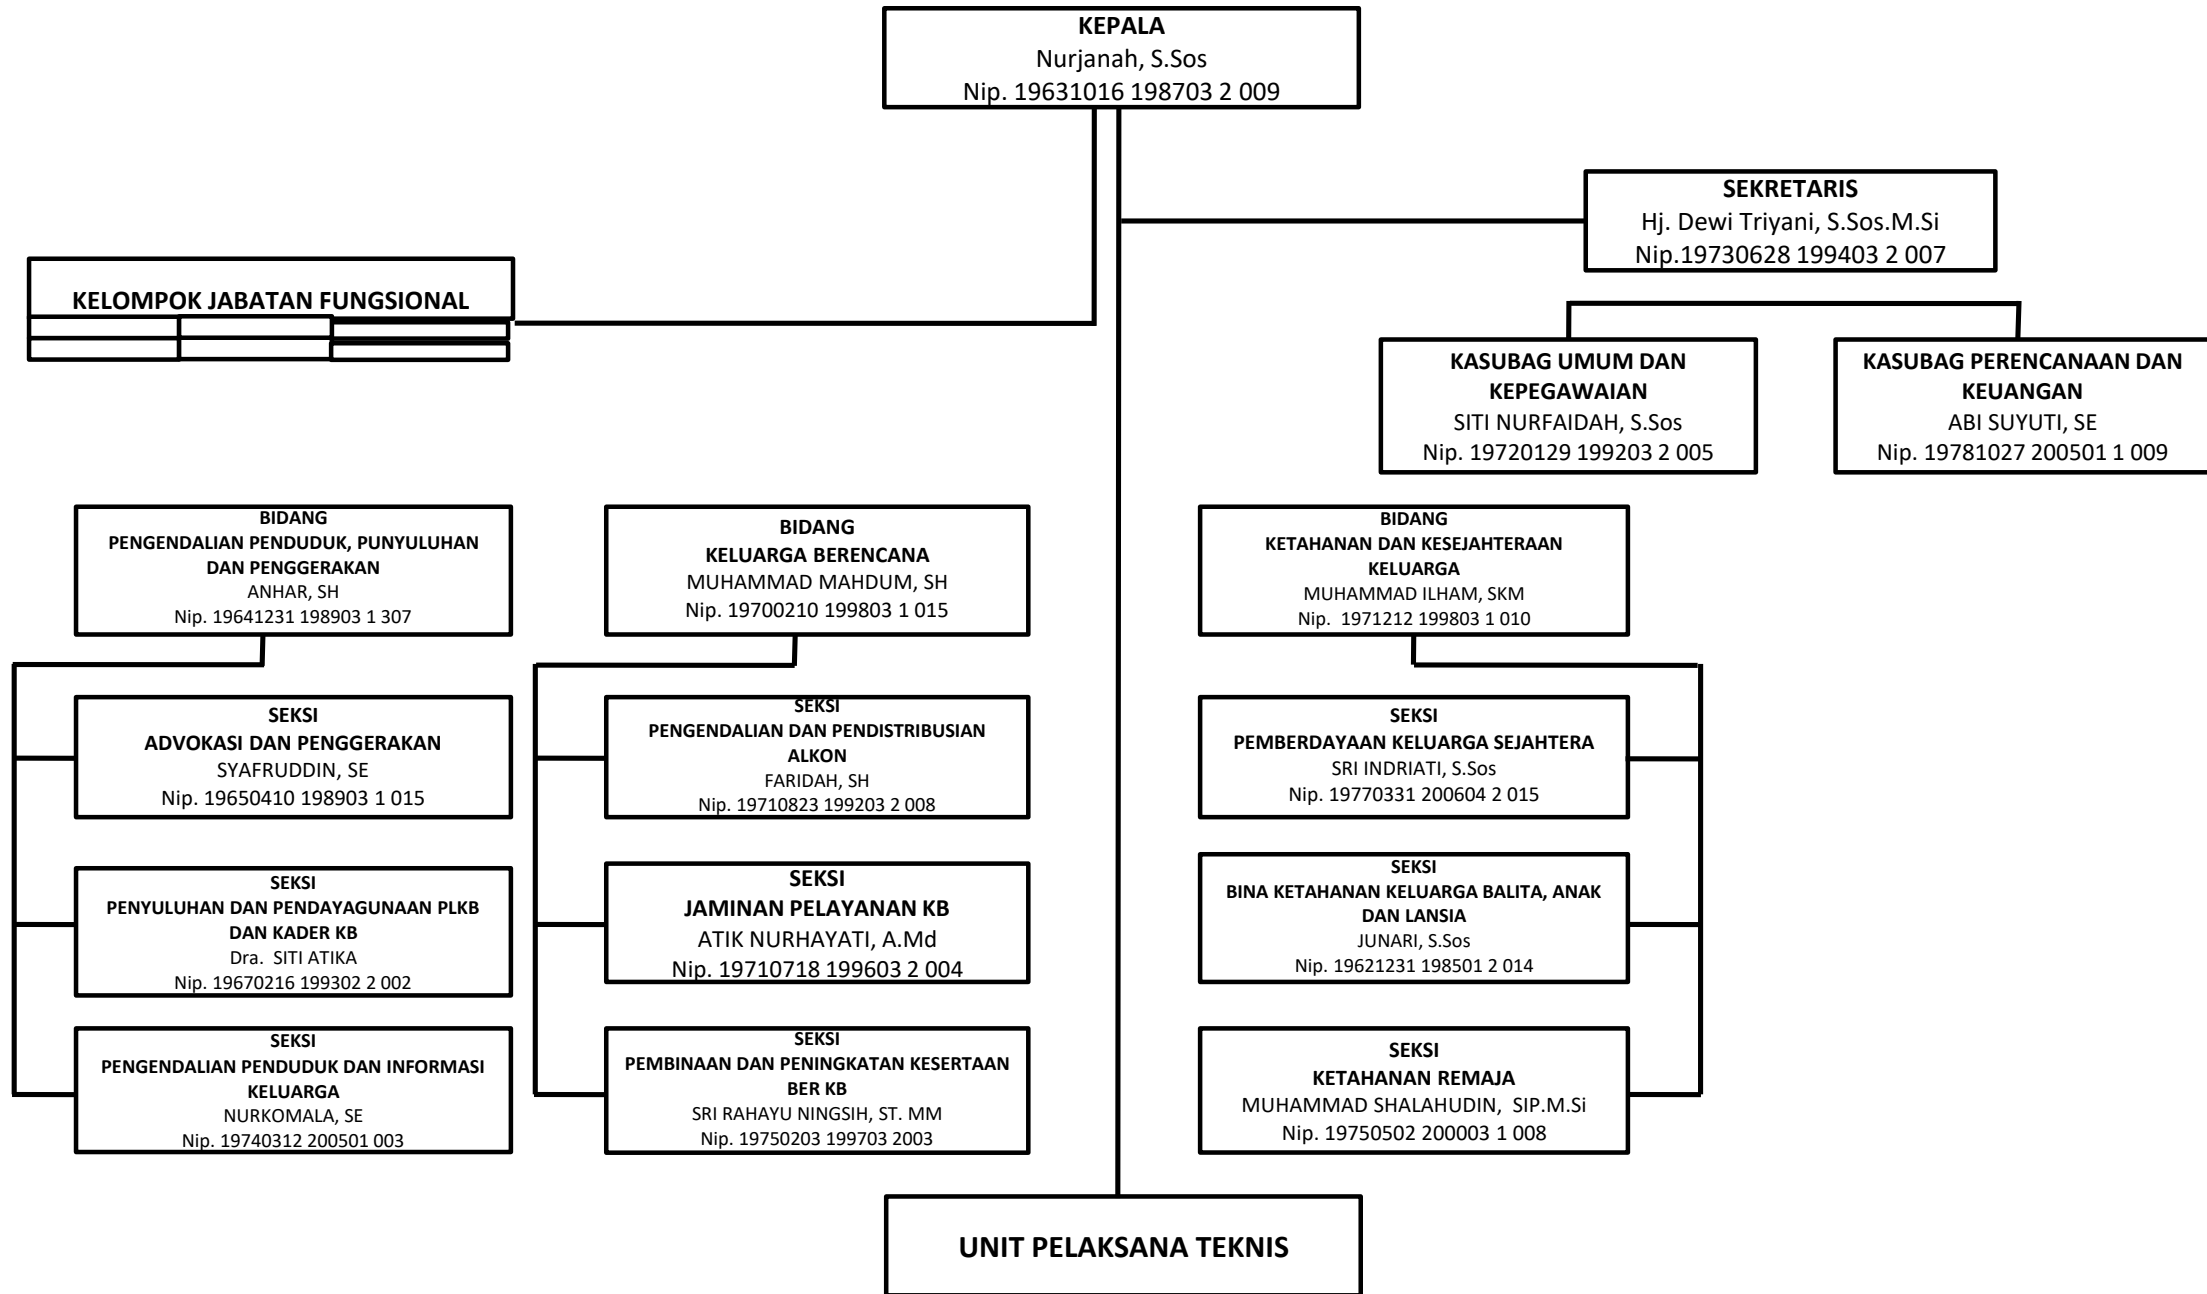 KEPALA
Nurjanah, S.Sos
Nip. 19631016 198703 2 009
SEKRETARIS
Hj. Dewi Triyani, S.Sos.M.Si
Nip.19730628 199403 2 007
KELOMPOK JABATAN FUNGSIONAL
KASUBAG UMUM DAN
KEPEGAWAIAN
SITI NURFAIDAH, S.Sos
Nip. 19720129 199203 2 005
KASUBAG PERENCANAAN DAN
KEUANGAN
ABI SUYUTI, SE
Nip. 19781027 200501 1 009
BIDANG
PENGENDALIAN PENDUDUK, PUNYULUHAN
DAN PENGGERAKAN
ANHAR, SH
Nip. 19641231 198903 1 307
BIDANG
KELUARGA BERENCANA
MUHAMMAD MAHDUM, SH
Nip. 19700210 199803 1 015
BIDANG
KETAHANAN DAN KESEJAHTERAAN
KELUARGA
MUHAMMAD ILHAM, SKM
Nip.  1971212 199803 1 010
SEKSI
ADVOKASI DAN PENGGERAKAN
SYAFRUDDIN, SE
Nip. 19650410 198903 1 015
SEKSI
PENGENDALIAN DAN PENDISTRIBUSIAN
ALKON
FARIDAH, SH
Nip. 19710823 199203 2 008
SEKSI
PEMBERDAYAAN KELUARGA SEJAHTERA
SRI INDRIATI, S.Sos
Nip. 19770331 200604 2 015
SEKSI
PENYULUHAN DAN PENDAYAGUNAAN PLKB
DAN KADER KB
Dra.  SITI ATIKA
Nip. 19670216 199302 2 002
SEKSI
JAMINAN PELAYANAN KB
ATIK NURHAYATI, A.Md
Nip. 19710718 199603 2 004
SEKSI
BINA KETAHANAN KELUARGA BALITA, ANAK
DAN LANSIA
JUNARI, S.Sos
Nip. 19621231 198501 2 014
SEKSI
PENGENDALIAN PENDUDUK DAN INFORMASI
KELUARGA
NURKOMALA, SE
Nip. 19740312 200501 003
SEKSI
PEMBINAAN DAN PENINGKATAN KESERTAAN
BER KB
SRI RAHAYU NINGSIH, ST. MM
Nip. 19750203 199703 2003
SEKSI
KETAHANAN REMAJA
MUHAMMAD SHALAHUDIN,  SIP.M.Si
Nip. 19750502 200003 1 008
UNIT PELAKSANA TEKNIS